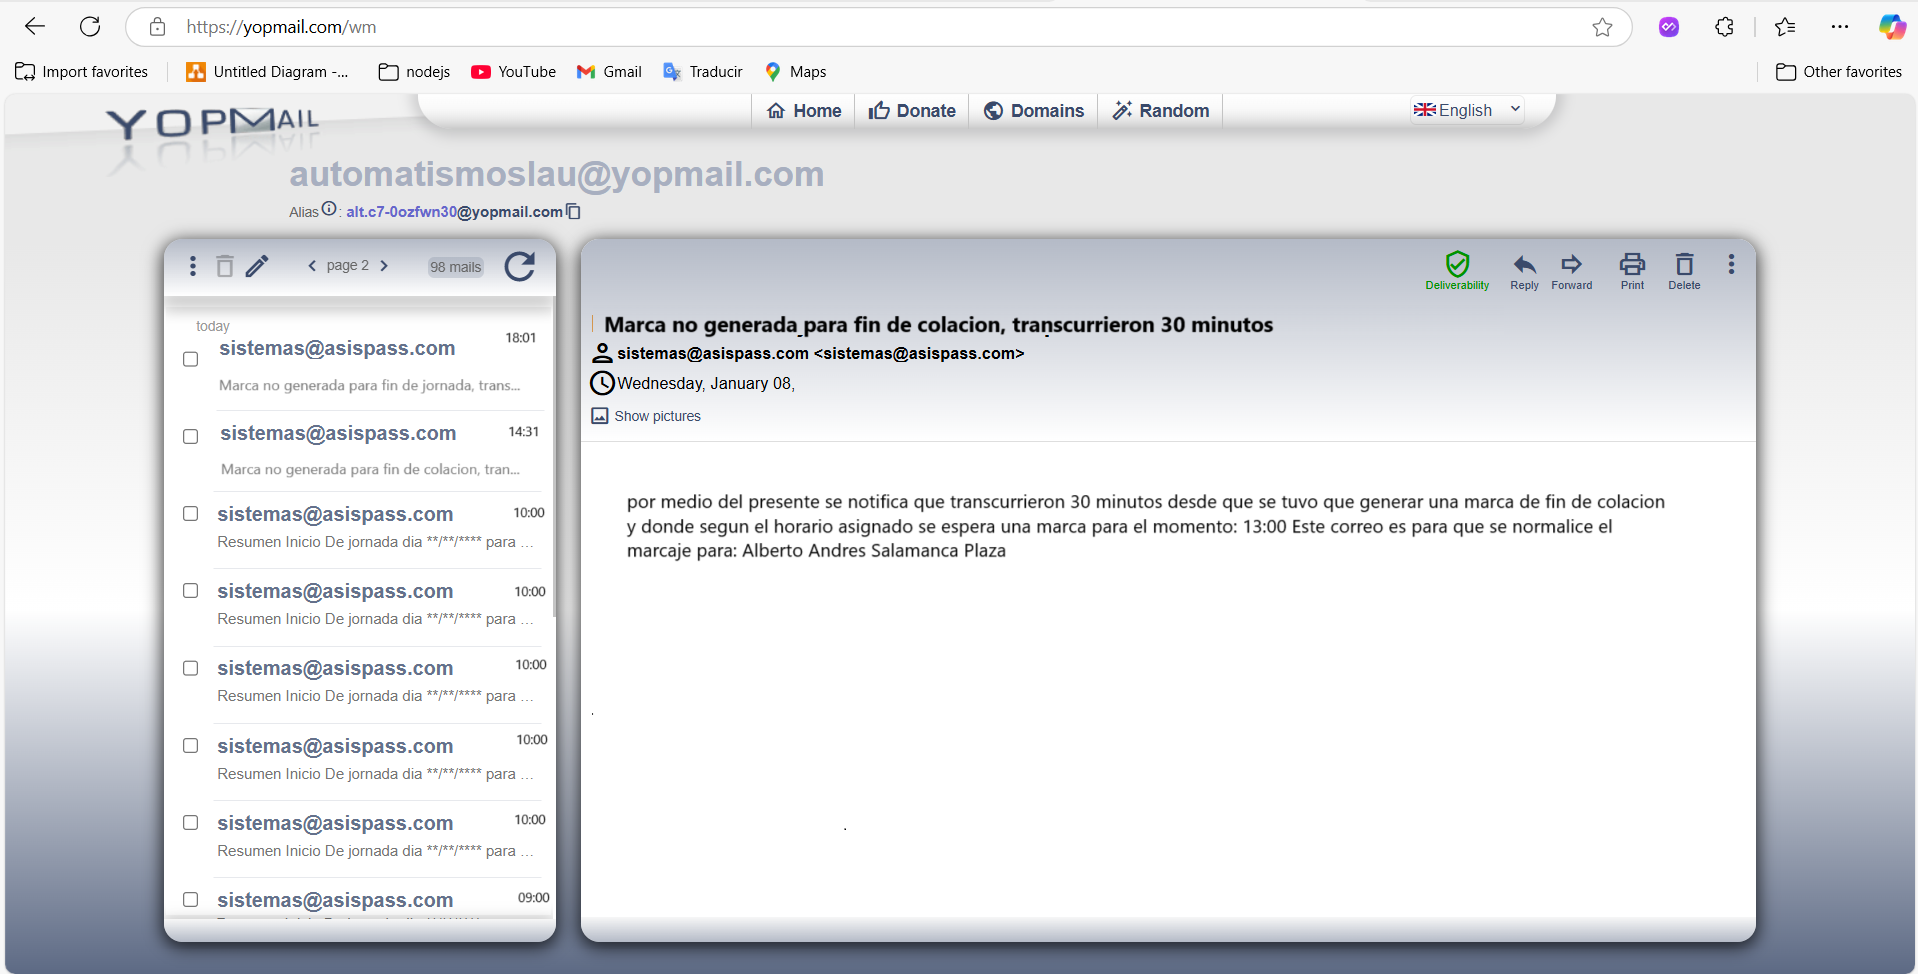 https://yopmail.com/wm
Import favorites
Untitled Diagram -...
nodejs
YouTube
Gmail
Traducir
Maps
Other favorites
YOPMAIL
Home
Donate
Domains
Random
English
automatismoslau@yopmail.com
Alias : alt.c7-0ozfwn30@yopmail.com
page 2
98 mails
today
sistemas@asispass.com 18:01
Marca no generada para fin de jornada, trans...
sistemas@asispass.com 14:31
Marca no generada para fin de colacion, tran...
sistemas@asispass.com 10:00
Resumen Inicio De jornada dia **/**/**** para ...
sistemas@asispass.com 10:00
Resumen Inicio De jornada dia **/**/**** para ...
sistemas@asispass.com 10:00
Resumen Inicio De jornada dia **/**/**** para ...
sistemas@asispass.com 10:00
Resumen Inicio De jornada dia **/**/**** para ...
sistemas@asispass.com 10:00
Resumen Inicio De jornada dia **/**/**** para ...
sistemas@asispass.com 09:00
Deliverability
Reply
Forward
Print
Delete
Marca no generada para fin de colacion, transcurrieron 30 minutos
sistemas@asispass.com <sistemas@asispass.com>
Wednesday, January 08,
Show pictures
por medio del presente se notifica que transcurrieron 30 minutos desde que se tuvo que generar una marca de fin de colacion
y donde segun el horario asignado se espera una marca para el momento: 13:00 Este correo es para que se normalice el
marcaje para: Alberto Andres Salamanca Plaza